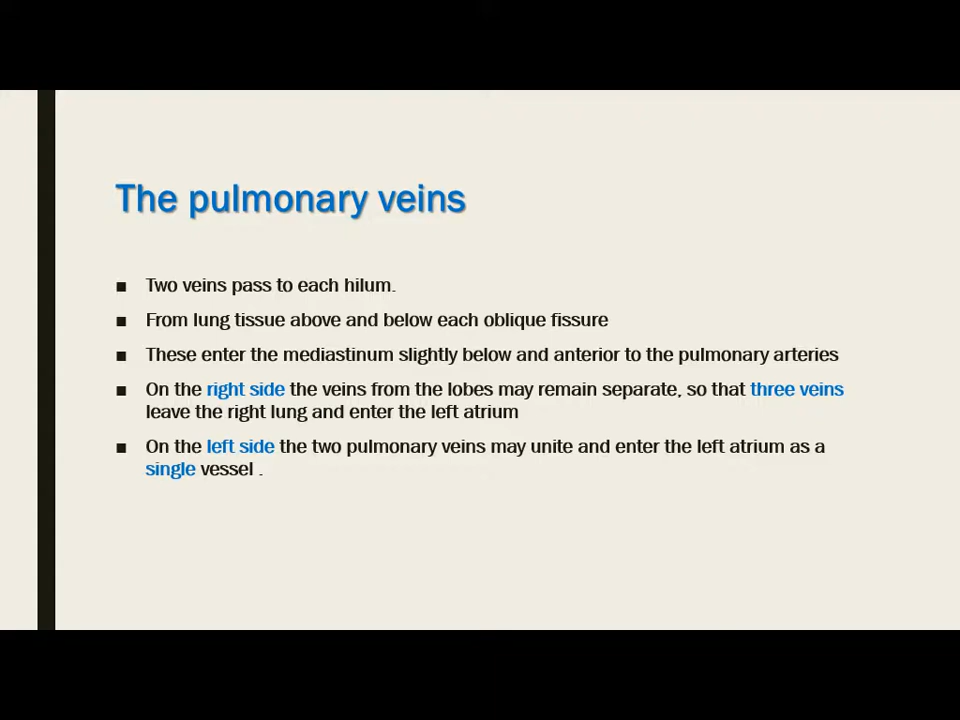 The pulmonary veins
■ Two veins pass to each hilum.
■ From lung tissue above and below each oblique fissure
■ These enter the mediastinum slightly below and anterior to the pulmonary arteries
■ On the right side the veins from the lobes may remain separate, so that three veins
leave the right lung and enter the left atrium
■ On the left side the two pulmonary veins may unite and enter the left atrium as a
single vessel .